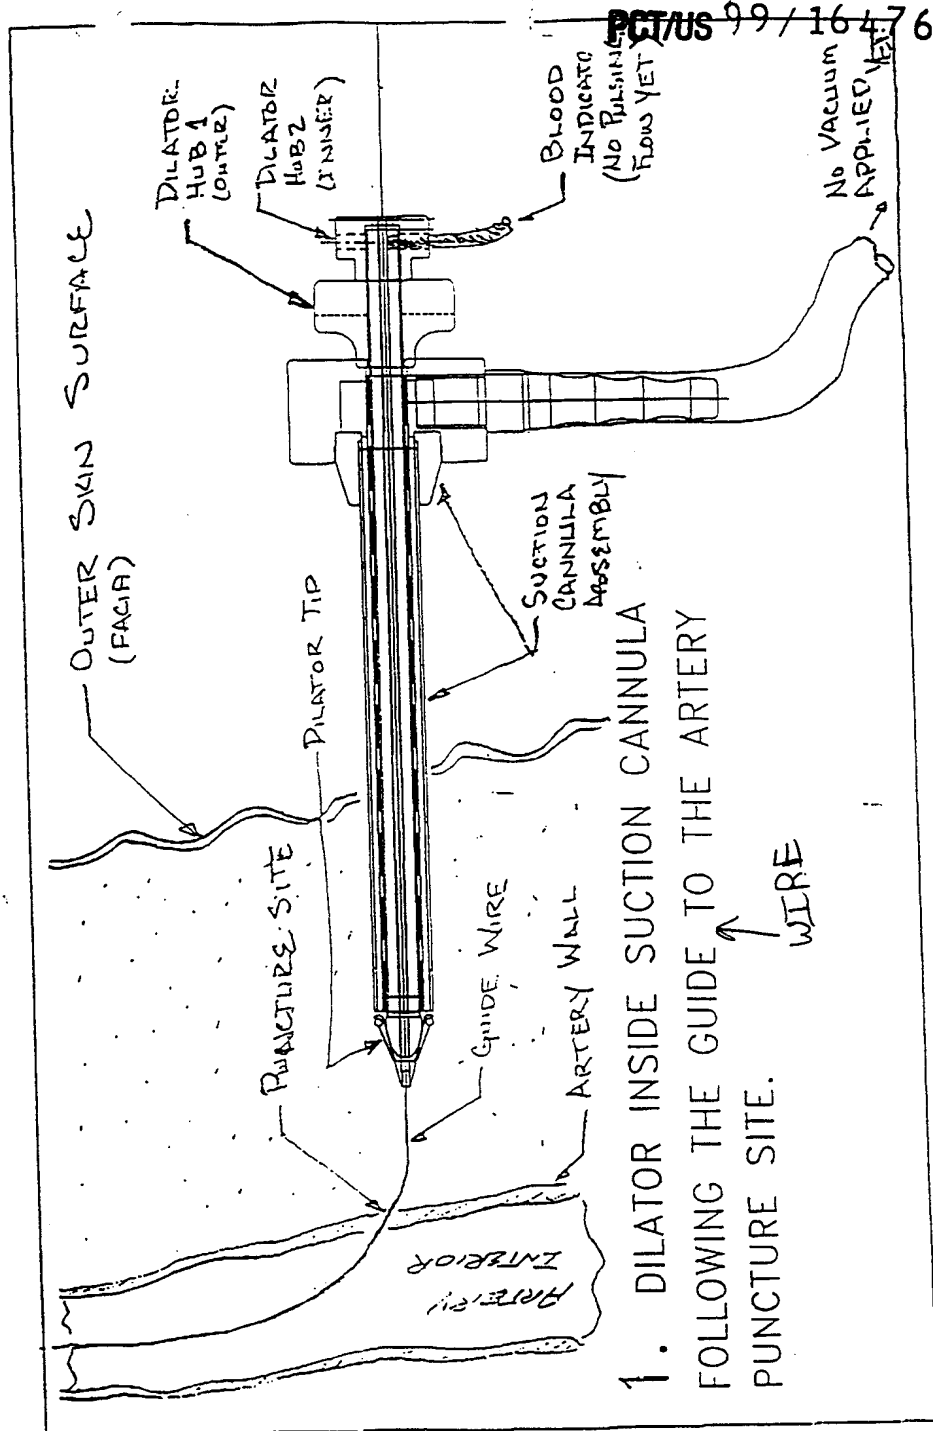 PCT/US 99/16476
DILATOR
HUB 1
(OUTER)
DILATOR
HUB 2
(INNER)
BLOOD
INDICATO
(NO PULSING
FLOW YET
NO VACUUM
APPLIED YET
OUTER SKIN SURFACE
(FACIA)
DILATOR TIP
SUCTION
CANNULA
ASSEMBLY
PUNCTURE SITE
GUIDE WIRE
ARTERY WALL
ARTERY
INTERIOR
1. DILATOR INSIDE SUCTION CANNULA
FOLLOWING THE GUIDE TO THE ARTERY
WIRE
PUNCTURE SITE.